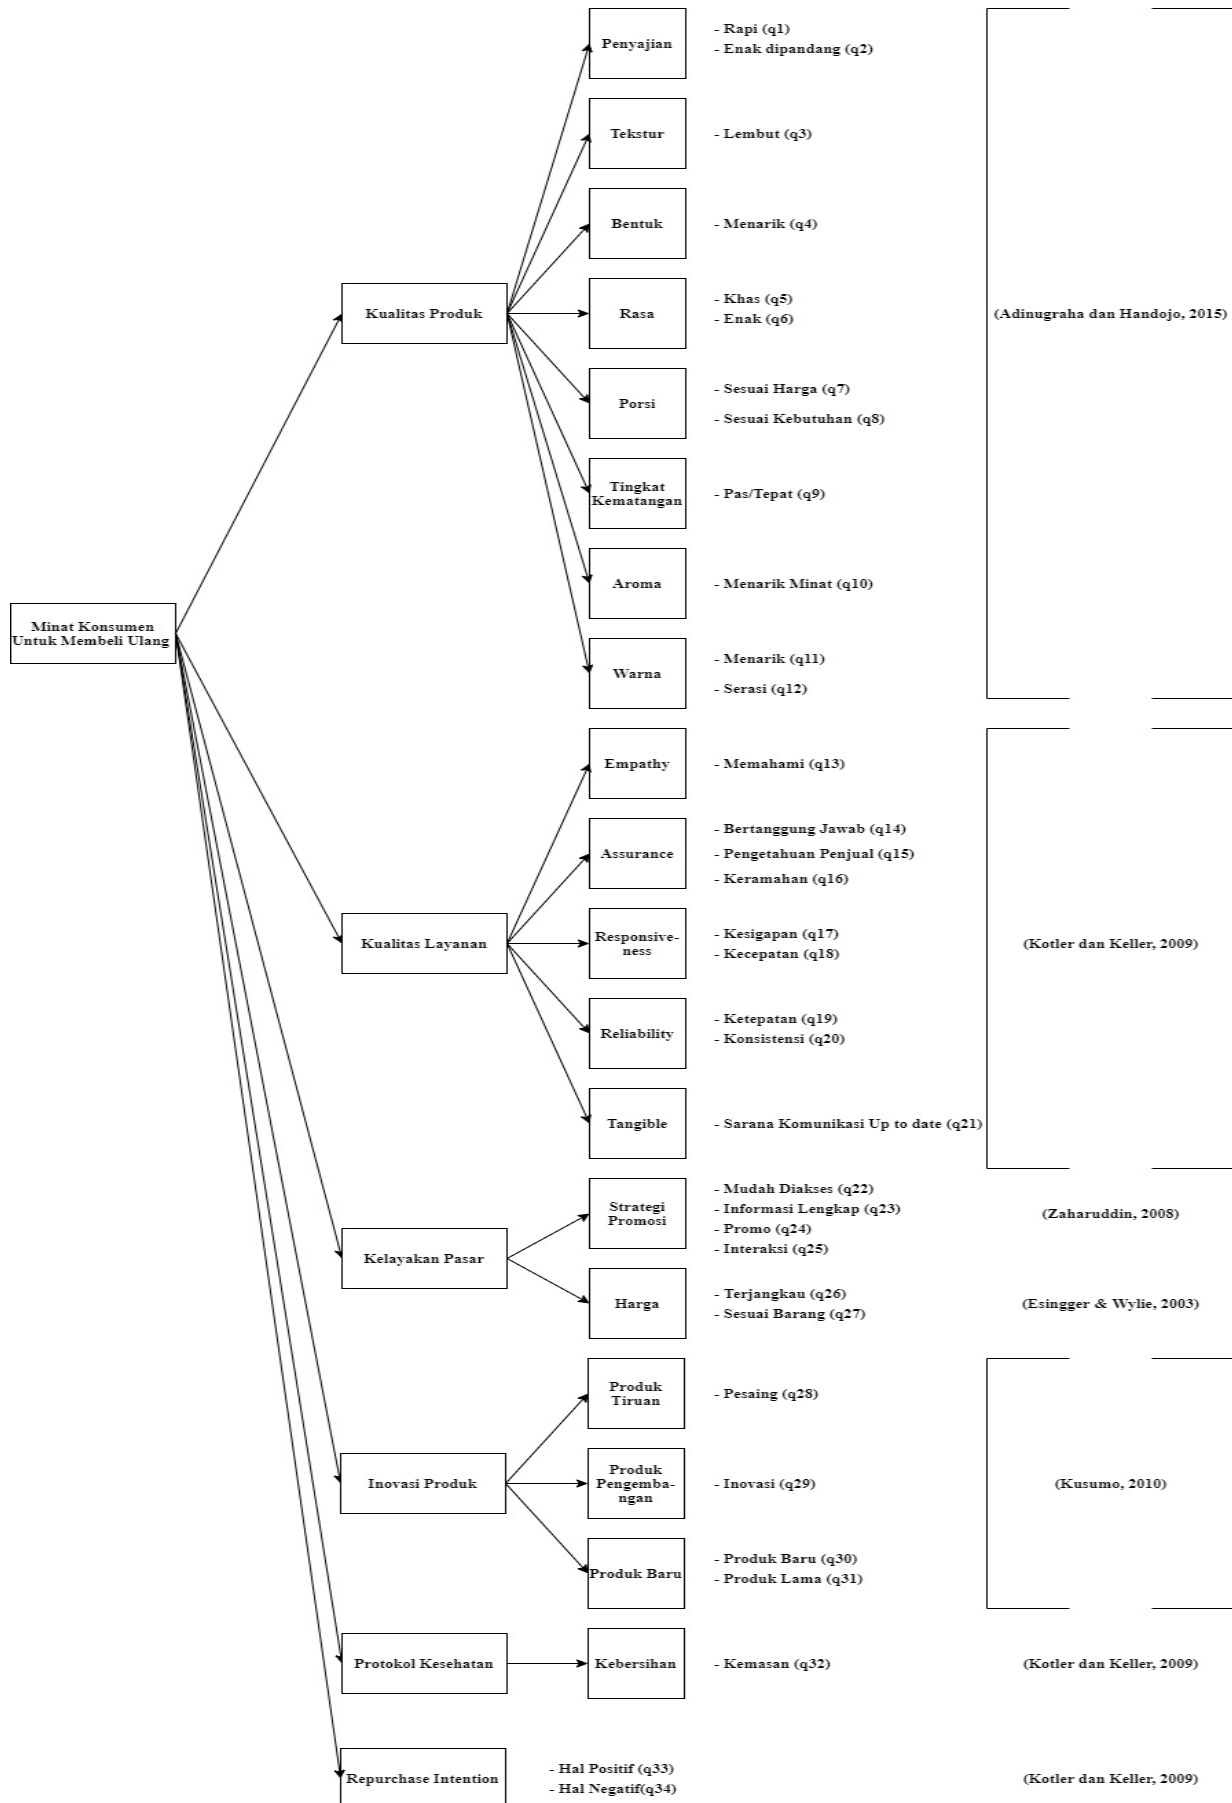 Penyajian
- Rapi (q1)
- Enak dipandang (q2)
Tekstur
- Lembut (q3)
Bentuk
- Menarik (q4)
Kualitas Produk
Rasa
- Khas (q5)
- Enak (q6)
(Adinugraha dan Handojo, 2015)
Porsi
- Sesuai Harga (q7)
- Sesuai Kebutuhan (q8)
Tingkat
Kematangan
- Pas/Tepat (q9)
Aroma
- Menarik Minat (q10)
Minat Konsumen
Untuk Membeli Ulang
Warna
- Menarik (q11)
- Serasi (q12)
Empathy
- Memahami (q13)
Assurance
- Bertanggung Jawab (q14)
- Pengetahuan Penjual (q15)
- Keramahan (q16)
Kualitas Layanan
Responsive-
ness
- Kesigapan (q17)
- Kecepatan (q18)
(Kotler dan Keller, 2009)
Reliability
- Ketepatan (q19)
- Konsistensi (q20)
Tangible
- Sarana Komunikasi Up to date (q21)
Kelayakan Pasar
Strategi
Promosi
- Mudah Diakses (q22)
- Informasi Lengkap (q23)
- Promo (q24)
- Interaksi (q25)
(Zaharuddin, 2008)
Harga
- Terjangkau (q26)
- Sesuai Barang (q27)
(Esingger & Wylie, 2003)
Produk
Tiruan
- Pesaing (q28)
Inovasi Produk
Produk
Pengemba-
ngan
- Inovasi (q29)
(Kusumo, 2010)
Produk Baru
- Produk Baru (q30)
- Produk Lama (q31)
Protokol Kesehatan
Kebersihan
- Kemasan (q32)
(Kotler dan Keller, 2009)
Repurchase Intention
- Hal Positif (q33)
- Hal Negatif(q34)
(Kotler dan Keller, 2009)